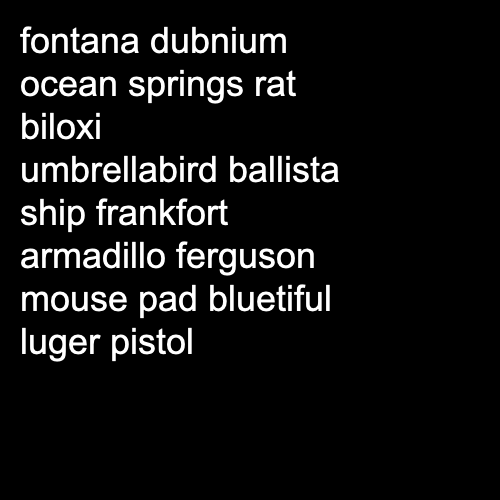 fontana dubnium
ocean springs rat
biloxi
umbrellabird ballista
ship frankfort
armadillo ferguson
mouse pad bluetiful
luger pistol